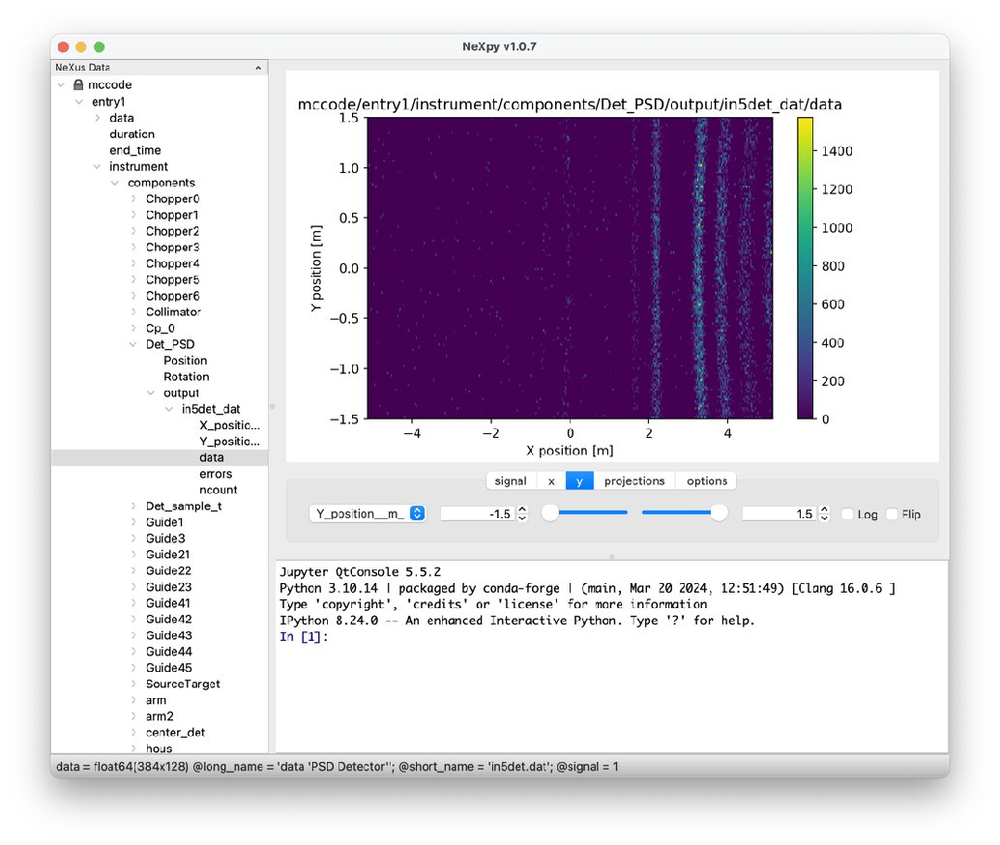 NeXpy v1.0.7
NeXus Data
mccode
entry1
data
duration
end_time
instrument
components
Chopper0
Chopper1
Chopper2
Chopper3
Chopper4
Chopper5
Chopper6
Collimator
Cp_0
Det_PSD
Position
Rotation
output
in5det_dat
X_positio...
Y_positio...
data
errors
ncount
Det_sample_t
Guide1
Guide3
Guide21
Guide22
Guide23
Guide41
Guide42
Guide43
Guide44
Guide45
SourceTarget
arm
arm2
center_det
hous
mccode/entry1/instrument/components/Det_PSD/output/in5det_dat/data
1.5
1.0
0.5
0.0
−0.5
−1.0
−1.5
Y position [m]
−4 −2 0 2 4
X position [m]
1400
1200
1000
800
600
400
200
0
signal x y projections options
Y_position__m_ -1.5 1.5 Log Flip
Jupyter QtConsole 5.5.2
Python 3.10.14 | packaged by conda-forge | (main, Mar 20 2024, 12:51:49) [Clang 16.0.6 ]
Type 'copyright', 'credits' or 'license' for more information
IPython 8.24.0 -- An enhanced Interactive Python. Type '?' for help.
In [1]:
data = float64(384x128) @long_name = 'data 'PSD Detector''; @short_name = 'in5det.dat'; @signal = 1